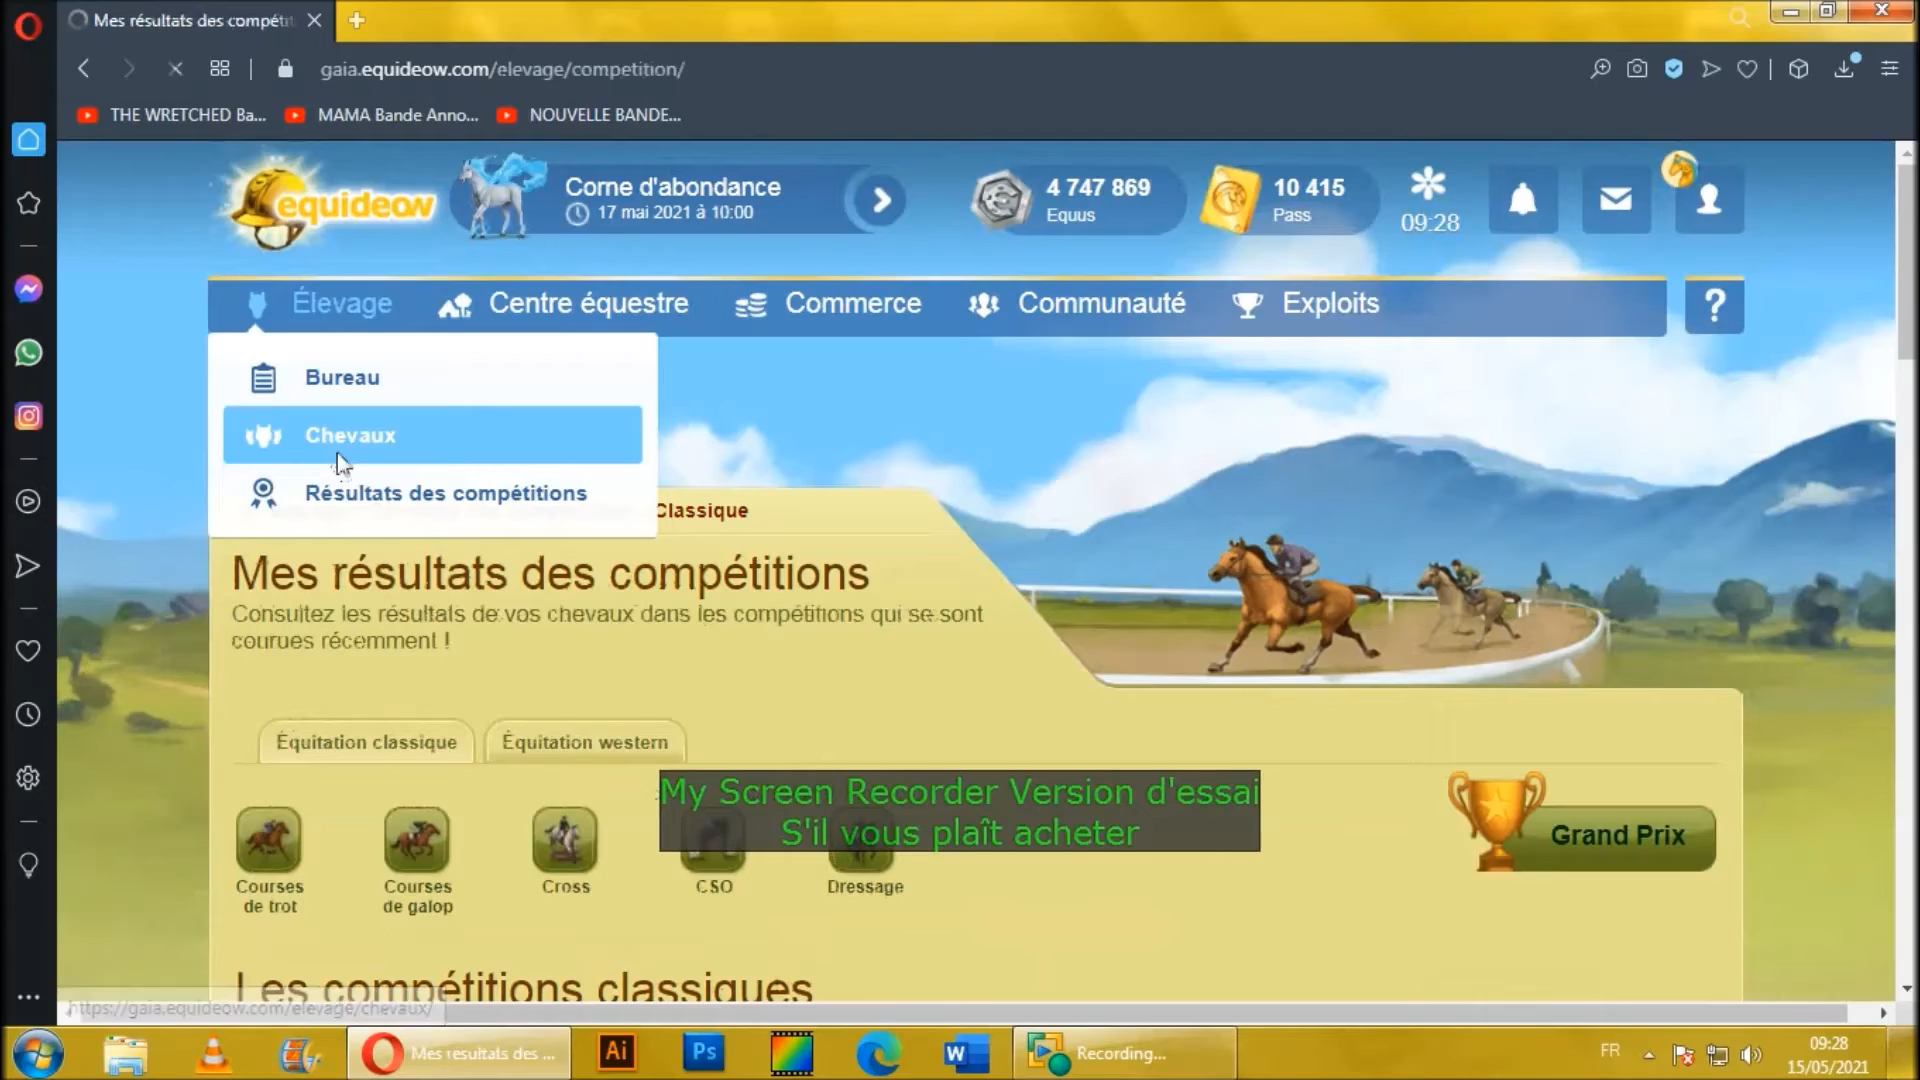 Mes résultats des compéti
gaia.equideow.com/elevage/competition/
THE WRETCHED Ba...
MAMA Bande Anno...
NOUVELLE BANDE...
equideow
Corne d'abondance
17 mai 2021 à 10:00
4 747 869
Equus
10 415
Pass
09:28
Élevage
Centre équestre
Commerce
Communauté
Exploits
?
Bureau
Chevaux
Résultats des compétitions
Classique
Mes résultats des compétitions
Consultez les résultats de vos chevaux dans les compétitions qui se sont
courues récemment !
Équitation classique
Équitation western
My Screen Recorder Version d'essai
S'il vous plaît acheter
Grand Prix
Courses
de trot
Courses
de galop
Cross
CSO
Dressage
Les compétitions classiques
https://gaia.equideow.com/elevage/chevaux/
Mes resultats des ...
Ai
Ps
W
Recording...
FR
09:28
15/05/2021